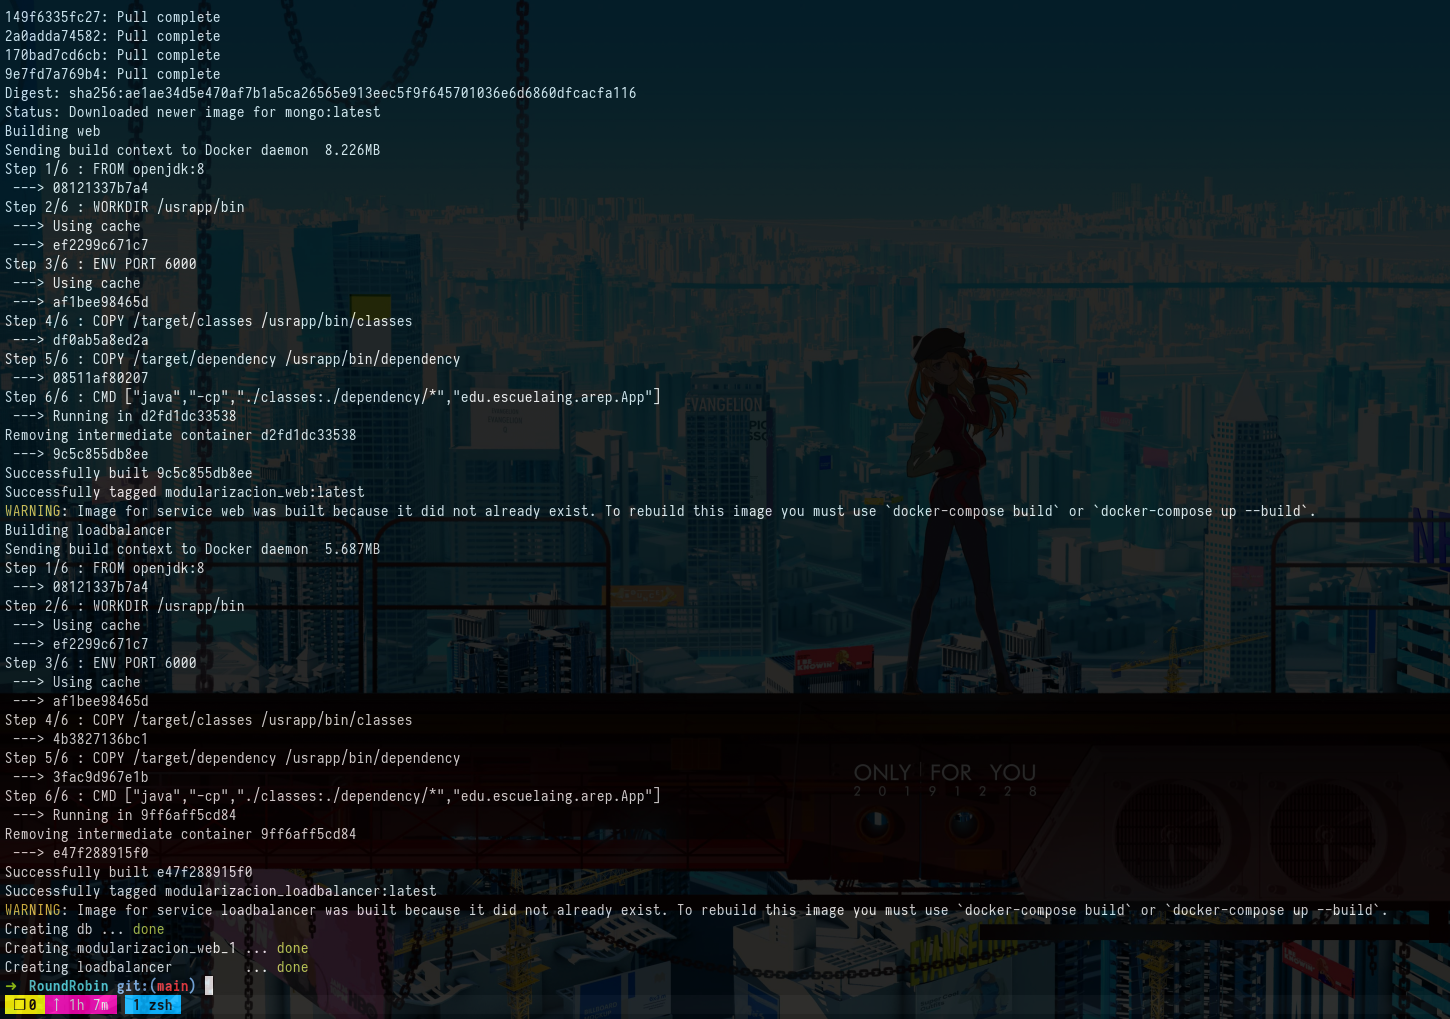 149f6335fc27: Pull complete
2a0adda74582: Pull complete
170bad7cd6cb: Pull complete
9e7fd7a769b4: Pull complete
Digest: sha256:ae1ae34d5e470af7b1a5ca26565e913eec5f9f645701036e6d6860dfcacfa116
Status: Downloaded newer image for mongo:latest
Building web
Sending build context to Docker daemon  8.226MB
Step 1/6 : FROM openjdk:8
 ---> 08121337b7a4
Step 2/6 : WORKDIR /usrapp/bin
 ---> Using cache
 ---> ef2299c671c7
Step 3/6 : ENV PORT 6000
 ---> Using cache
 ---> af1bee98465d
Step 4/6 : COPY /target/classes /usrapp/bin/classes
 ---> df0ab5a8ed2a
Step 5/6 : COPY /target/dependency /usrapp/bin/dependency
 ---> 08511af80207
Step 6/6 : CMD ["java","-cp","./classes:./dependency/*","edu.escuelaing.arep.App"]
 ---> Running in d2fd1dc33538
Removing intermediate container d2fd1dc33538
 ---> 9c5c855db8ee
Successfully built 9c5c855db8ee
Successfully tagged modularizacion_web:latest
WARNING: Image for service web was built because it did not already exist. To rebuild this image you must use `docker-compose build` or `docker-compose up --build`.
Building loadbalancer
Sending build context to Docker daemon  5.687MB
Step 1/6 : FROM openjdk:8
 ---> 08121337b7a4
Step 2/6 : WORKDIR /usrapp/bin
 ---> Using cache
 ---> ef2299c671c7
Step 3/6 : ENV PORT 6000
 ---> Using cache
 ---> af1bee98465d
Step 4/6 : COPY /target/classes /usrapp/bin/classes
 ---> 4b3827136bc1
Step 5/6 : COPY /target/dependency /usrapp/bin/dependency
 ---> 3fac9d967e1b
Step 6/6 : CMD ["java","-cp","./classes:./dependency/*","edu.escuelaing.arep.App"]
 ---> Running in 9ff6aff5cd84
Removing intermediate container 9ff6aff5cd84
 ---> e47f288915f0
Successfully built e47f288915f0
Successfully tagged modularizacion_loadbalancer:latest
WARNING: Image for service loadbalancer was built because it did not already exist. To rebuild this image you must use `docker-compose build` or `docker-compose up --build`.
Creating db ... done
Creating modularizacion_web_1 ... done
Creating loadbalancer         ... done
➜  RoundRobin git:(main)
❐ 0  ↑ 1h 7m  1 zsh
EVANGELION
ONLY FOR YOU
20191228